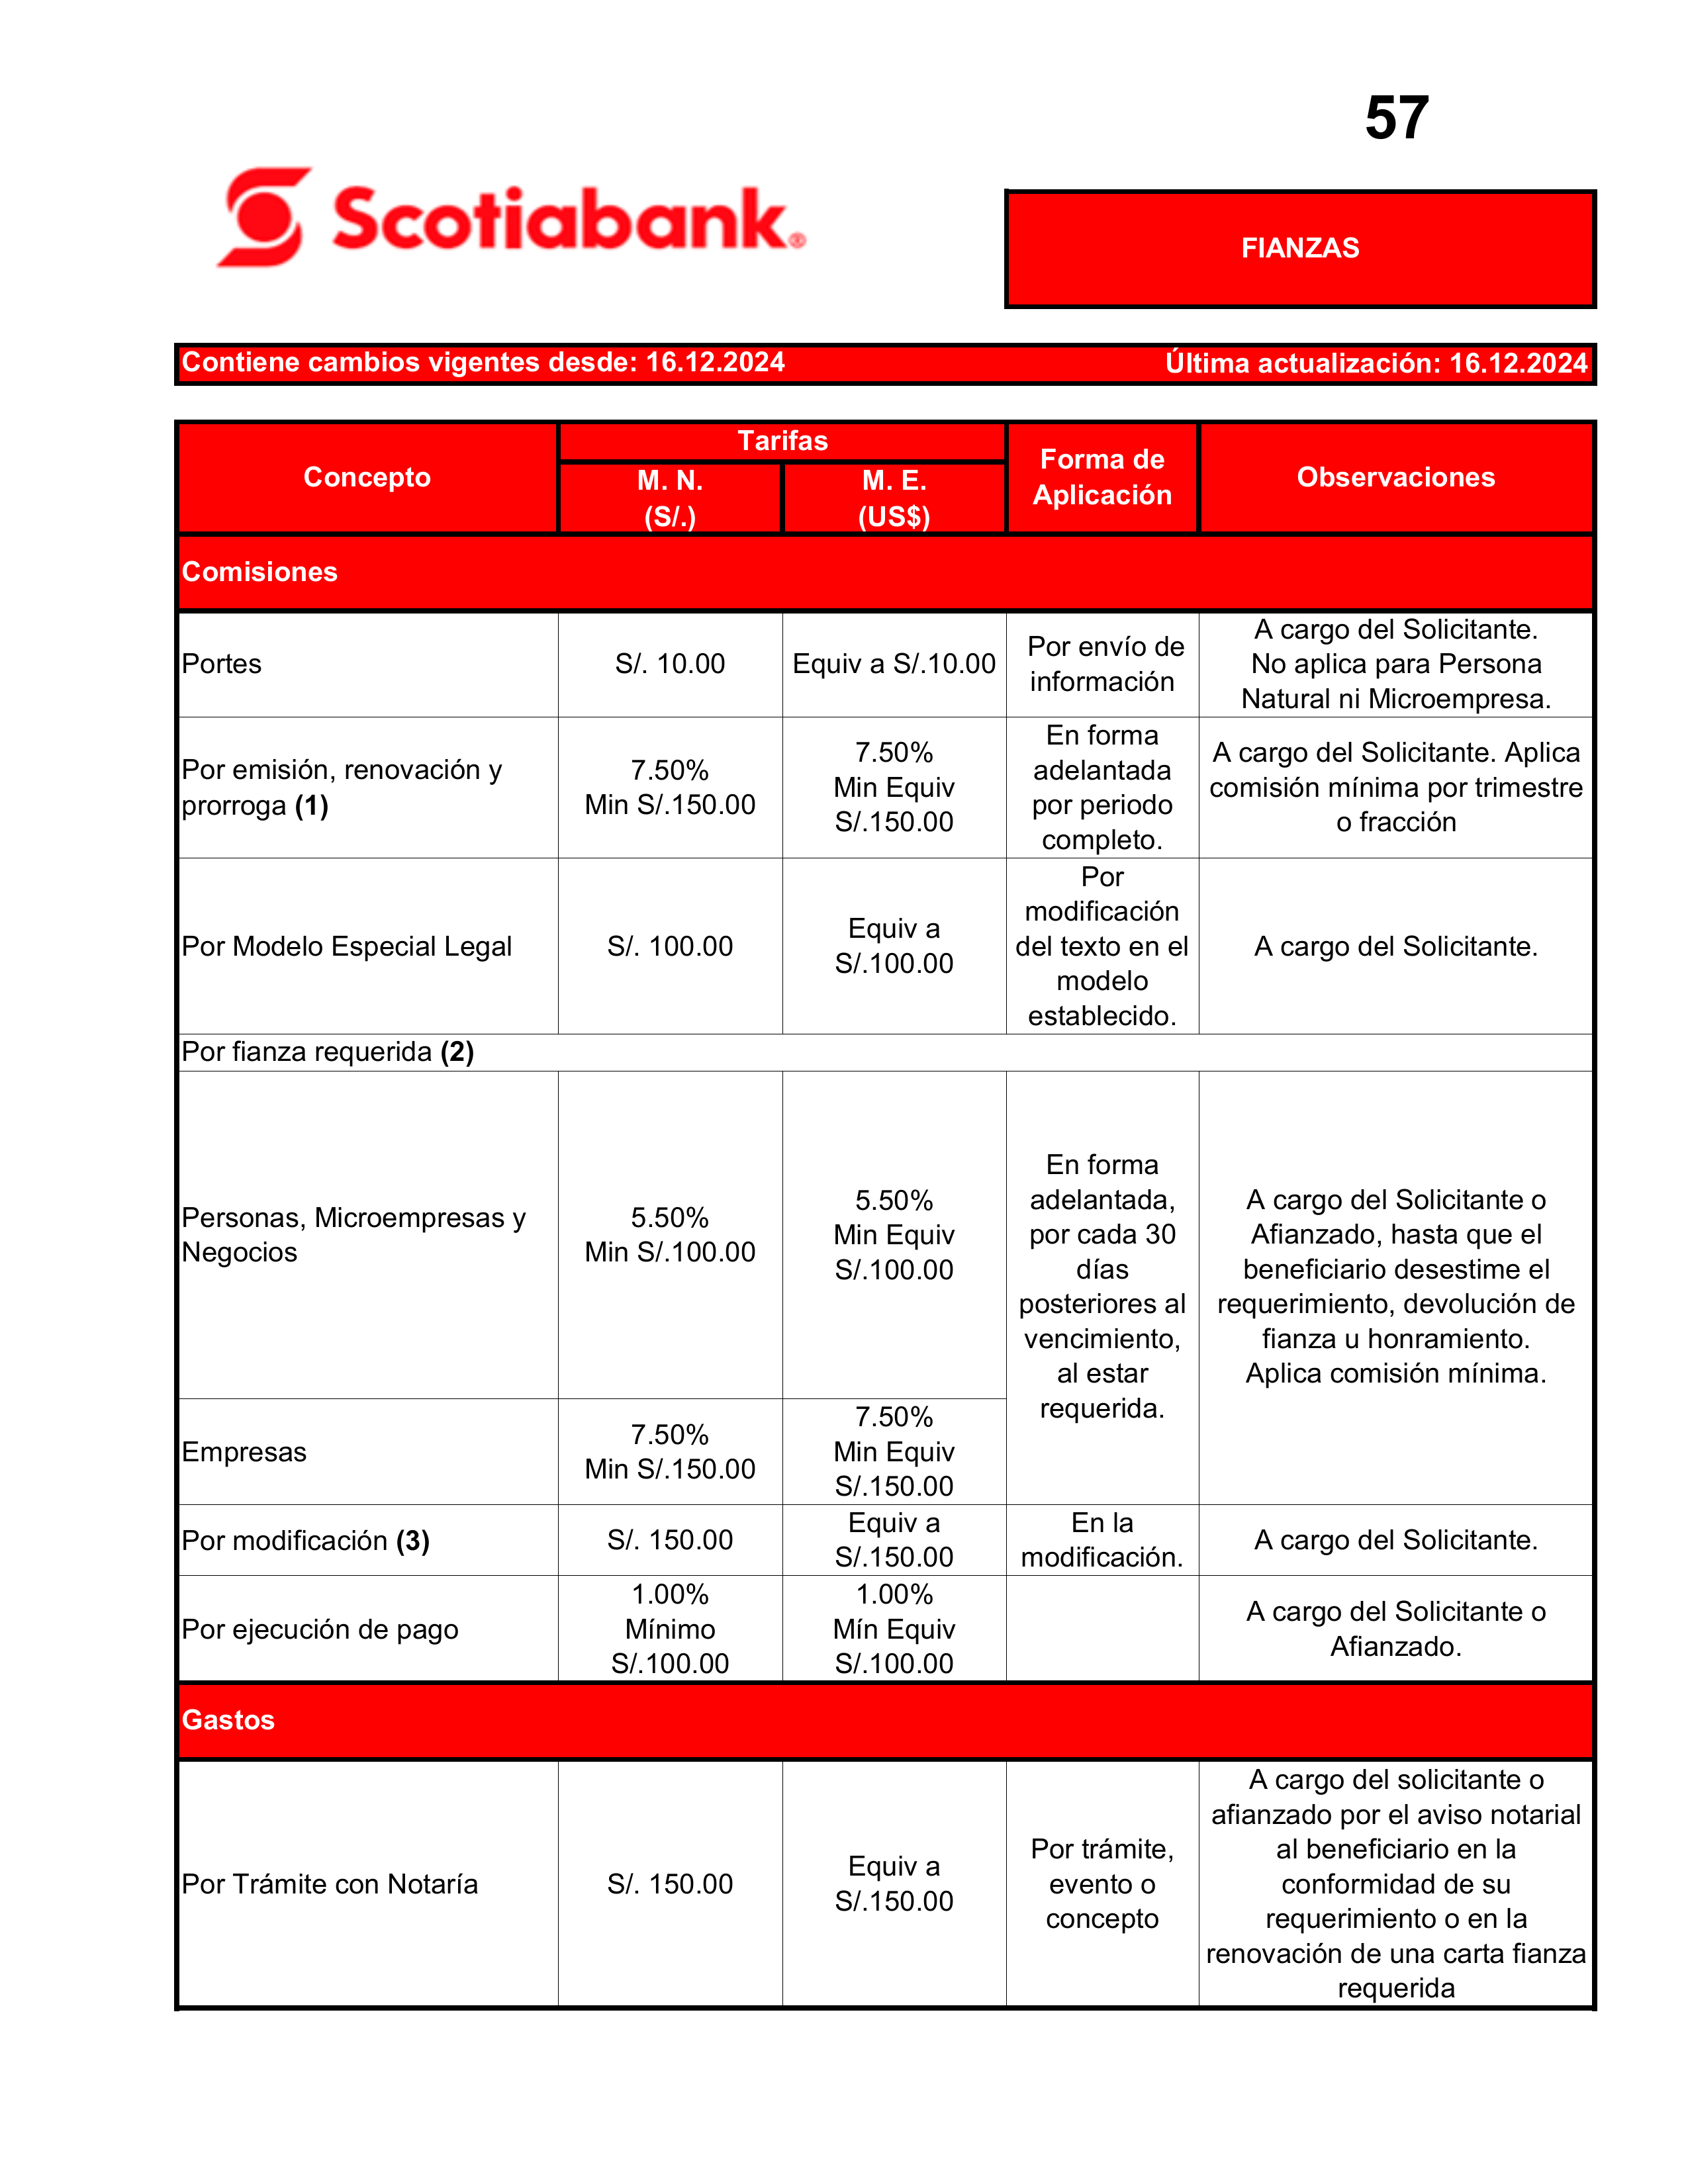 57
Scotiabank®
FIANZAS
Contiene cambios vigentes desde: 16.12.2024
Última actualización: 16.12.2024
Concepto
Tarifas
M. N.
(S/.)
M. E.
(US$)
Forma de
Aplicación
Observaciones
Comisiones
Portes
S/. 10.00
Equiv a S/.10.00
Por envío de
información
A cargo del Solicitante.
No aplica para Persona
Natural ni Microempresa.
Por emisión, renovación y
prorroga (1)
7.50%
Min S/.150.00
7.50%
Min Equiv
S/.150.00
En forma
adelantada
por periodo
completo.
A cargo del Solicitante. Aplica
comisión mínima por trimestre
o fracción
Por Modelo Especial Legal
S/. 100.00
Equiv a
S/.100.00
Por
modificación
del texto en el
modelo
establecido.
A cargo del Solicitante.
Por fianza requerida (2)
Personas, Microempresas y
Negocios
5.50%
Min S/.100.00
5.50%
Min Equiv
S/.100.00
En forma
adelantada,
por cada 30
días
posteriores al
vencimiento,
al estar
requerida.
A cargo del Solicitante o
Afianzado, hasta que el
beneficiario desestime el
requerimiento, devolución de
fianza u honramiento.
Aplica comisión mínima.
Empresas
7.50%
Min S/.150.00
7.50%
Min Equiv
S/.150.00
Por modificación (3)
S/. 150.00
Equiv a
S/.150.00
En la
modificación.
A cargo del Solicitante.
Por ejecución de pago
1.00%
Mínimo
S/.100.00
1.00%
Mín Equiv
S/.100.00
A cargo del Solicitante o
Afianzado.
Gastos
Por Trámite con Notaría
S/. 150.00
Equiv a
S/.150.00
Por trámite,
evento o
concepto
A cargo del solicitante o
afianzado por el aviso notarial
al beneficiario en la
conformidad de su
requerimiento o en la
renovación de una carta fianza
requerida